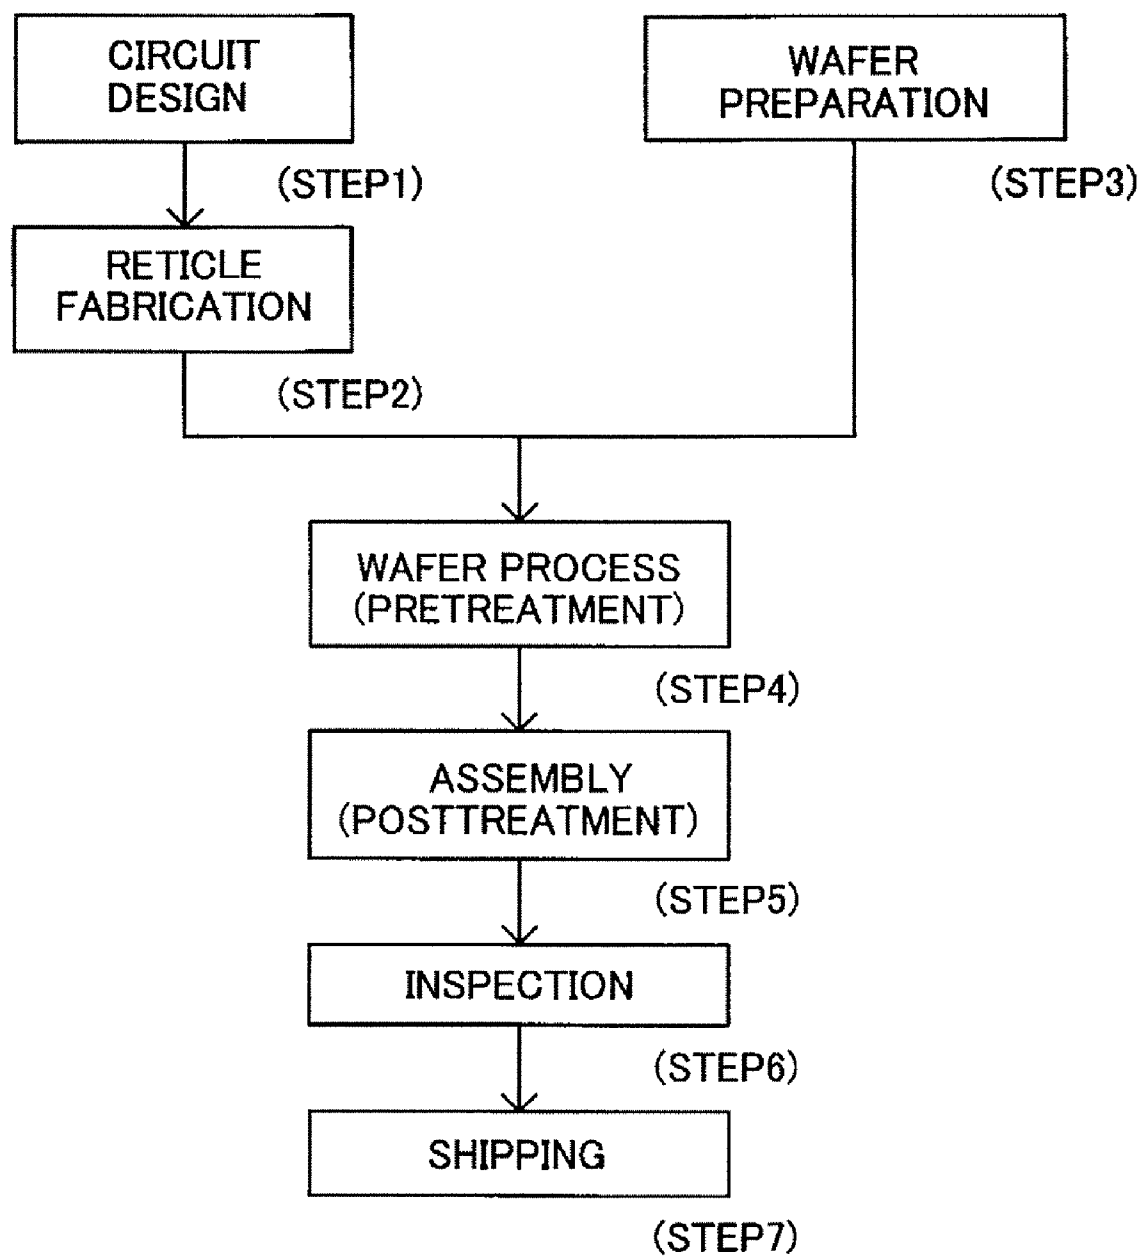 CIRCUIT
DESIGN
(STEP1)
WAFER
PREPARATION
(STEP3)
RETICLE
FABRICATION
(STEP2)
WAFER PROCESS
(PRETREATMENT)
(STEP4)
ASSEMBLY
(POSTTREATMENT)
(STEP5)
INSPECTION
(STEP6)
SHIPPING
(STEP7)